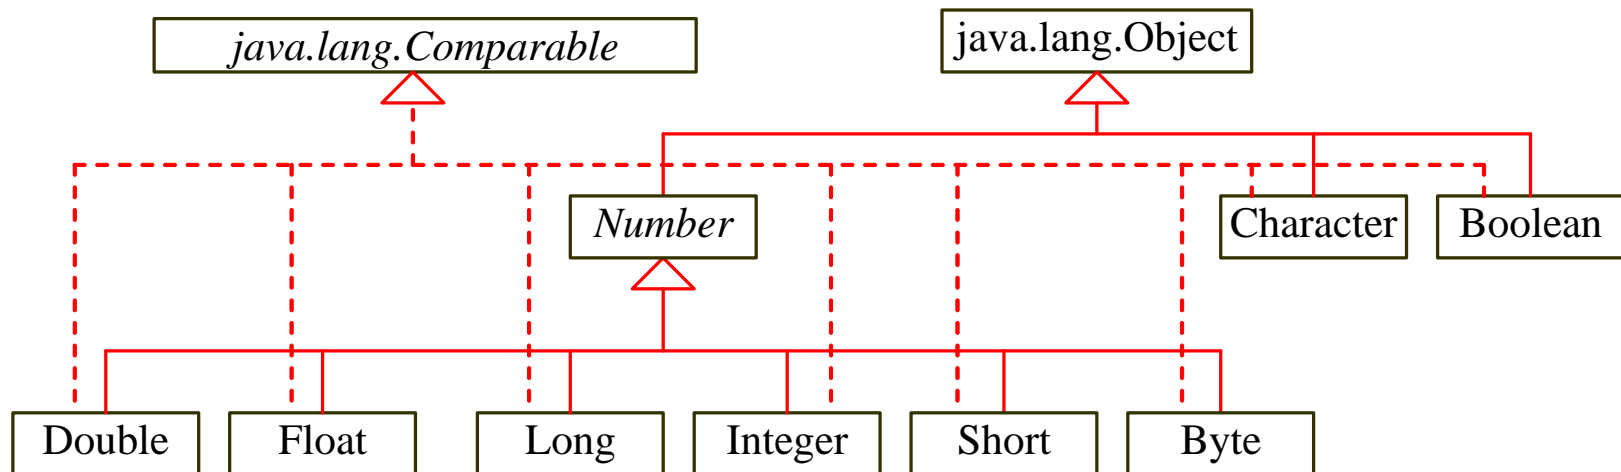 java.lang.Comparable
java.lang.Object
Number
Character
Boolean
Double
Float
Long
Integer
Short
Byte